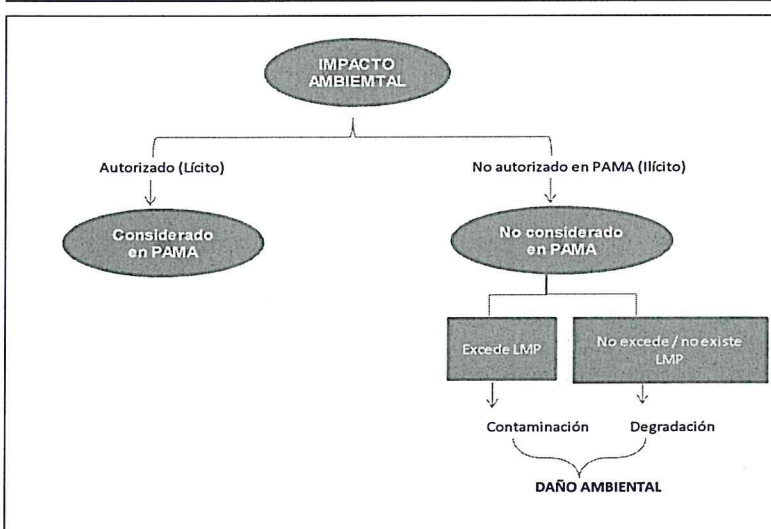 IMPACTO
AMBIEMTAL
Autorizado (Lícito)
No autorizado en PAMA (Ilícito)
Considerado
en PAMA
No considerado
en PAMA
Excede LMP
No excede / no existe
LMP
Contaminación
Degradación
DAÑO AMBIENTAL